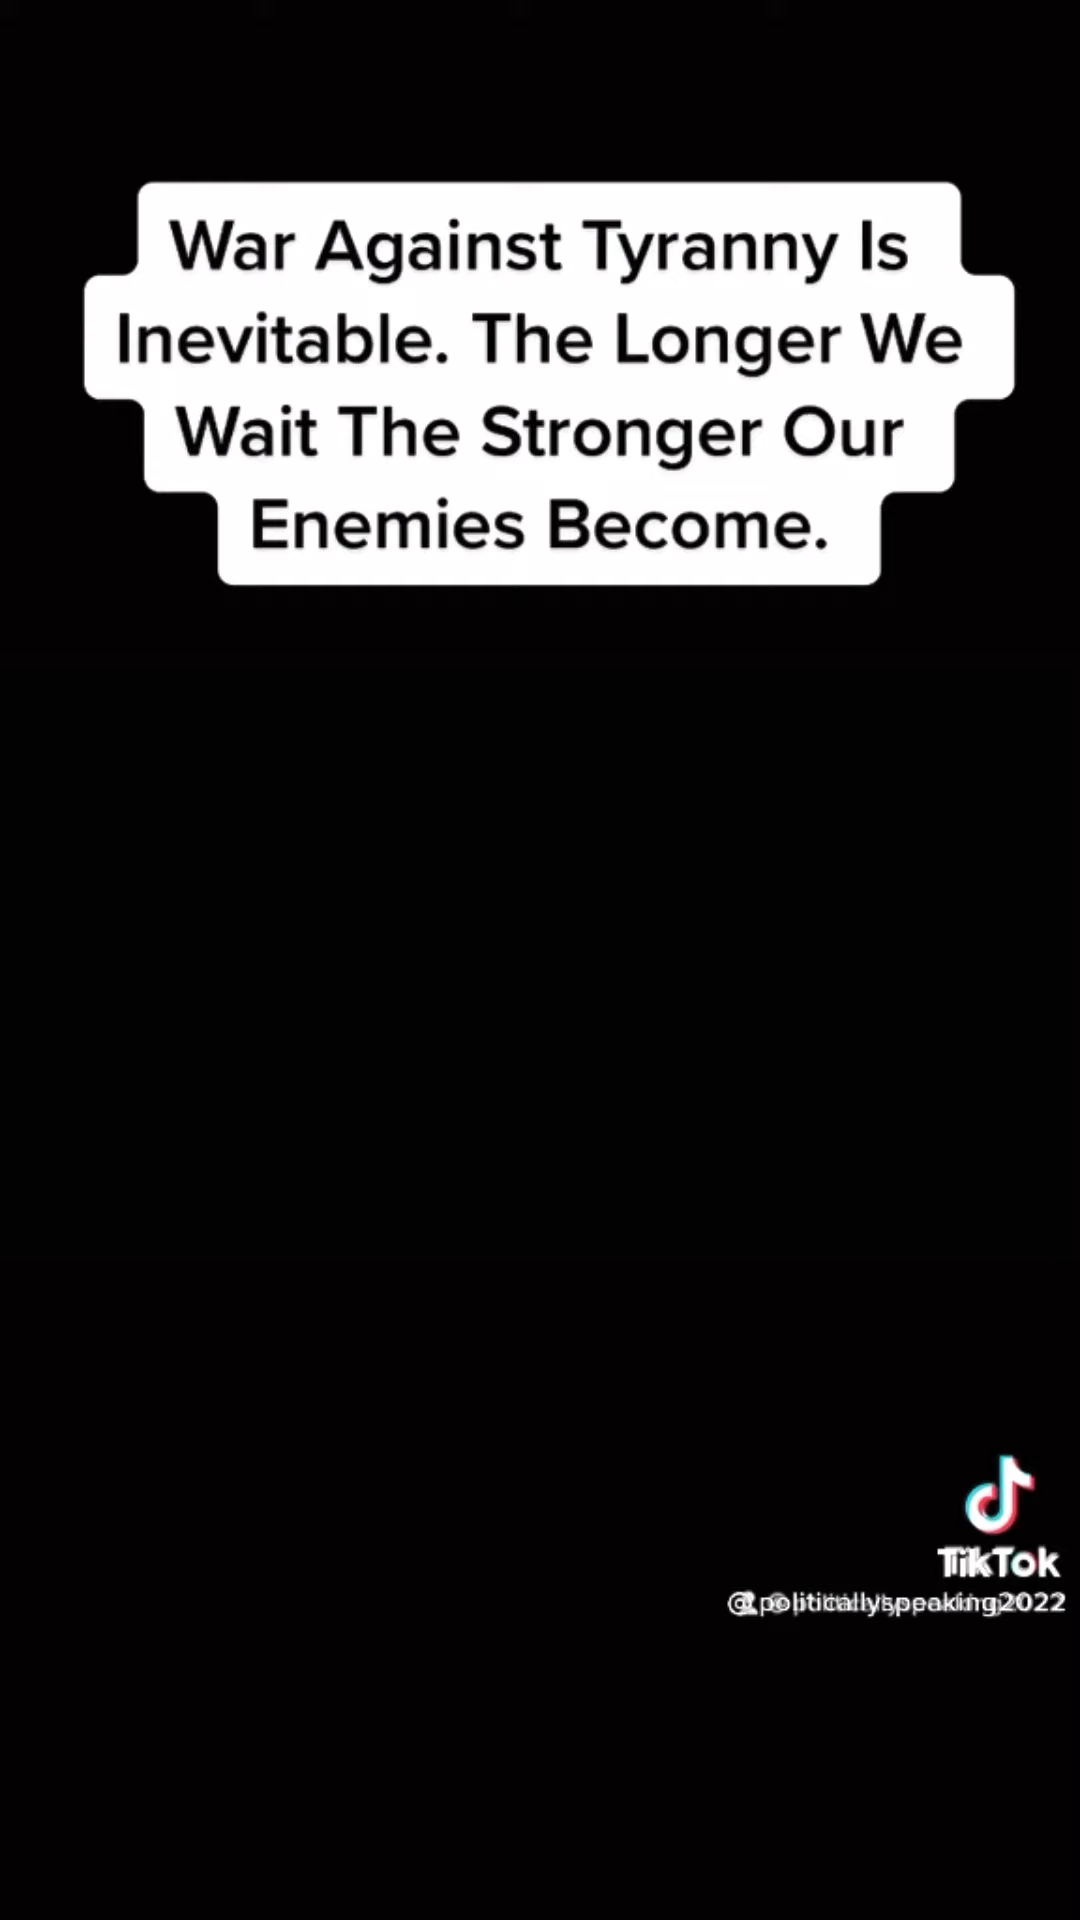 War Against Tyranny Is
Inevitable. The Longer We
Wait The Stronger Our
Enemies Become.
TikTok
@politicallyspeaking2022